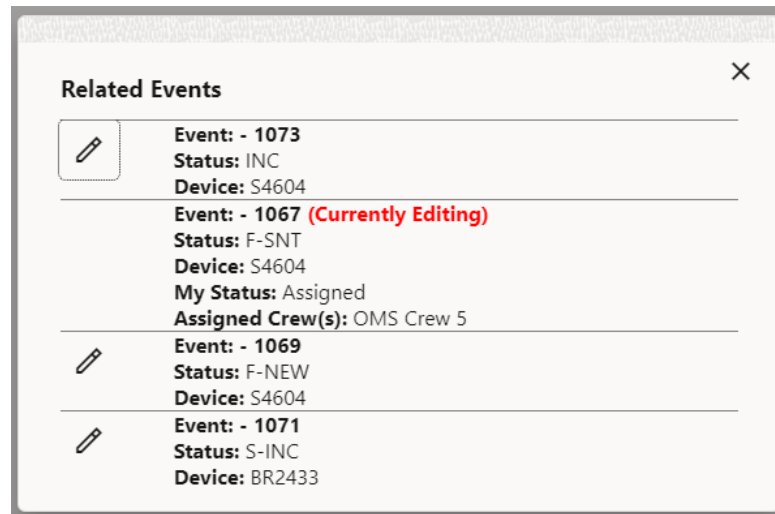 Related Events
Event: - 1073
Status: INC
Device: S4604
Event: - 1067 (Currently Editing)
Status: F-SNT
Device: S4604
My Status: Assigned
Assigned Crew(s): OMS Crew 5
Event: - 1069
Status: F-NEW
Device: S4604
Event: - 1071
Status: S-INC
Device: BR2433